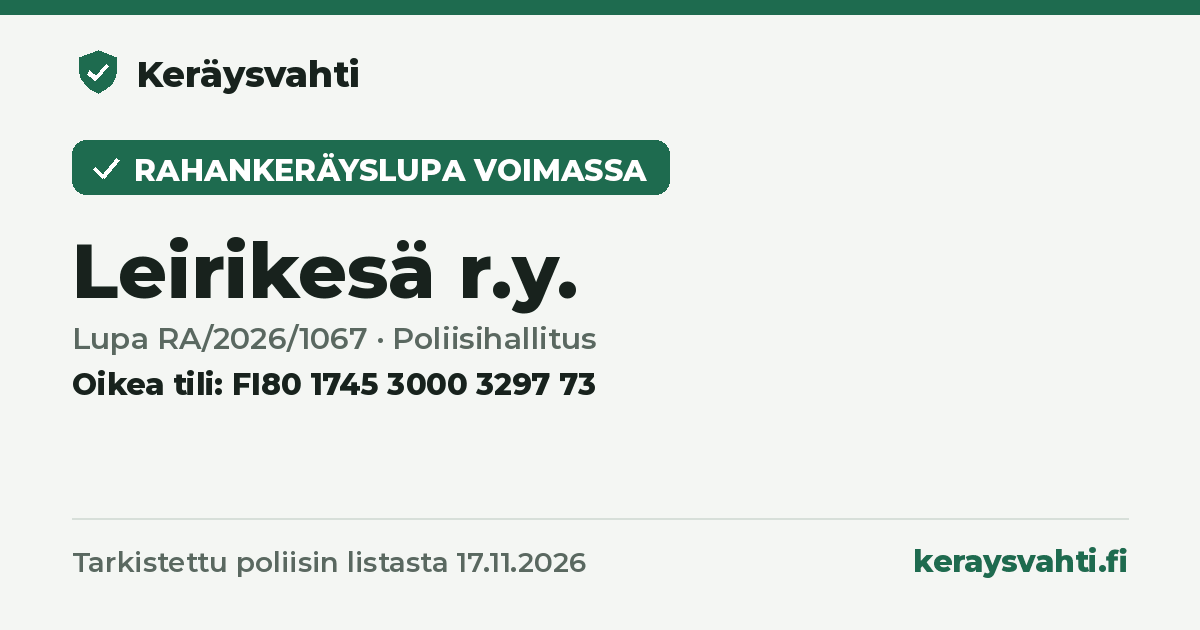 Keräysvahti
RAHANKERÄYSLUPA VOIMASSA
Leirikesä r.y.
Lupa RA/2026/1067 · Poliisihallitus
Oikea tili: FI80 1745 3000 3297 73
Tarkistettu poliisin listasta 17.11.2026
keraysvahti.fi